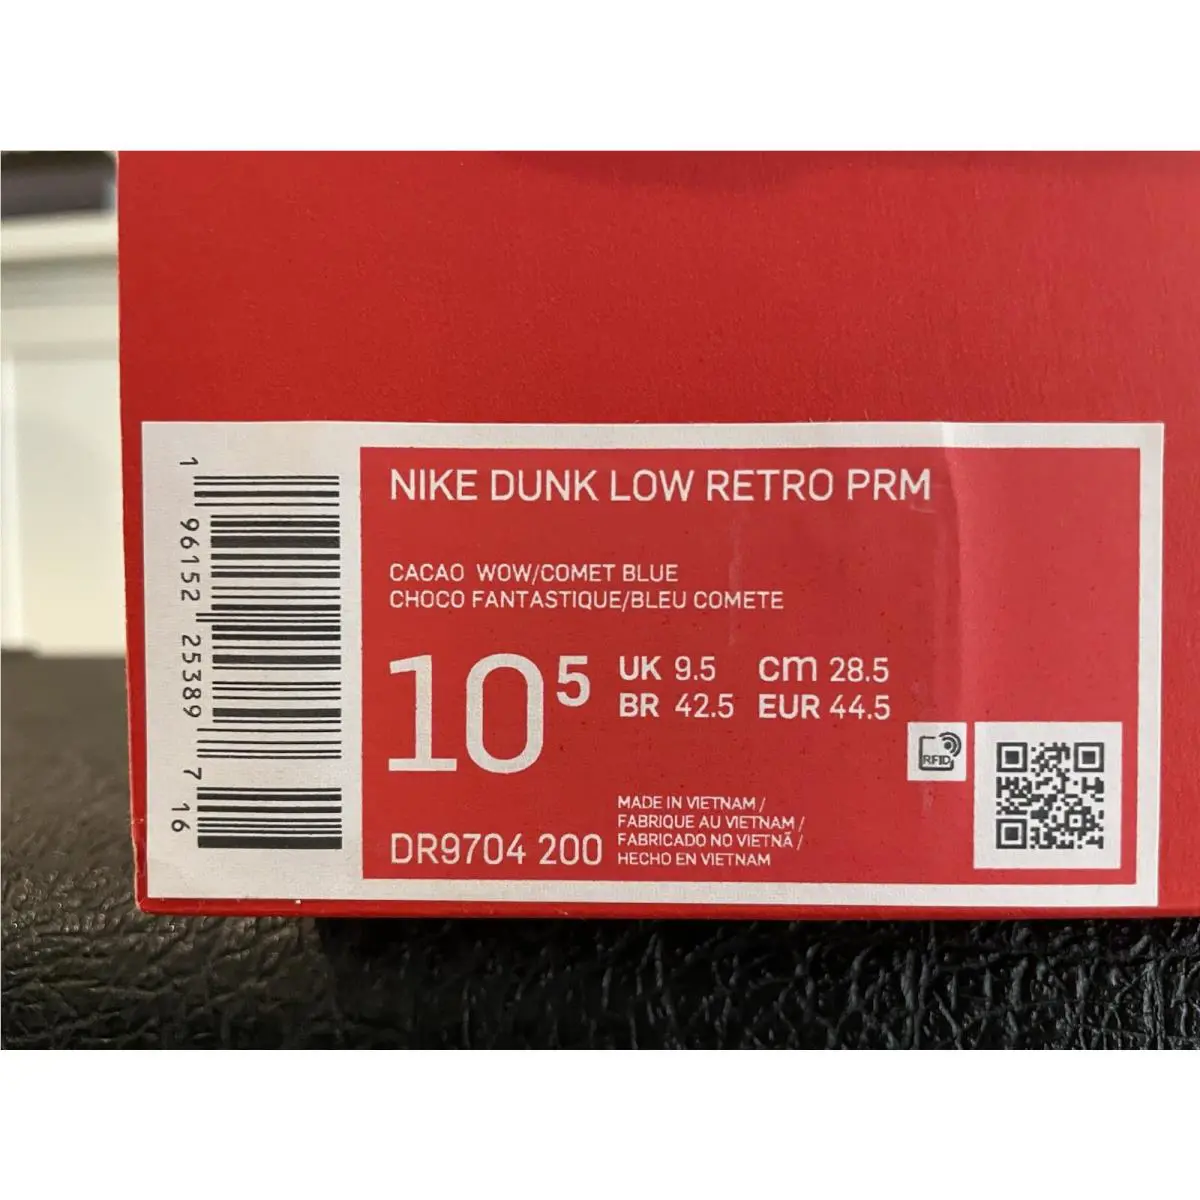 NIKE DUNK LOW RETRO PRM
CACAO WOW/COMET BLUE
CHOCO FANTASTIQUE/BLEU COMETE
10⁵
UK 9.5 cm 28.5
BR 42.5 EUR 44.5
RFID
MADE IN VIETNAM /
FABRIQUE AU VIETNAM /
FABRICADO NO VIETNÃ /
HECHO EN VIETNAM
DR9704 200
1 96152 25389 7 16